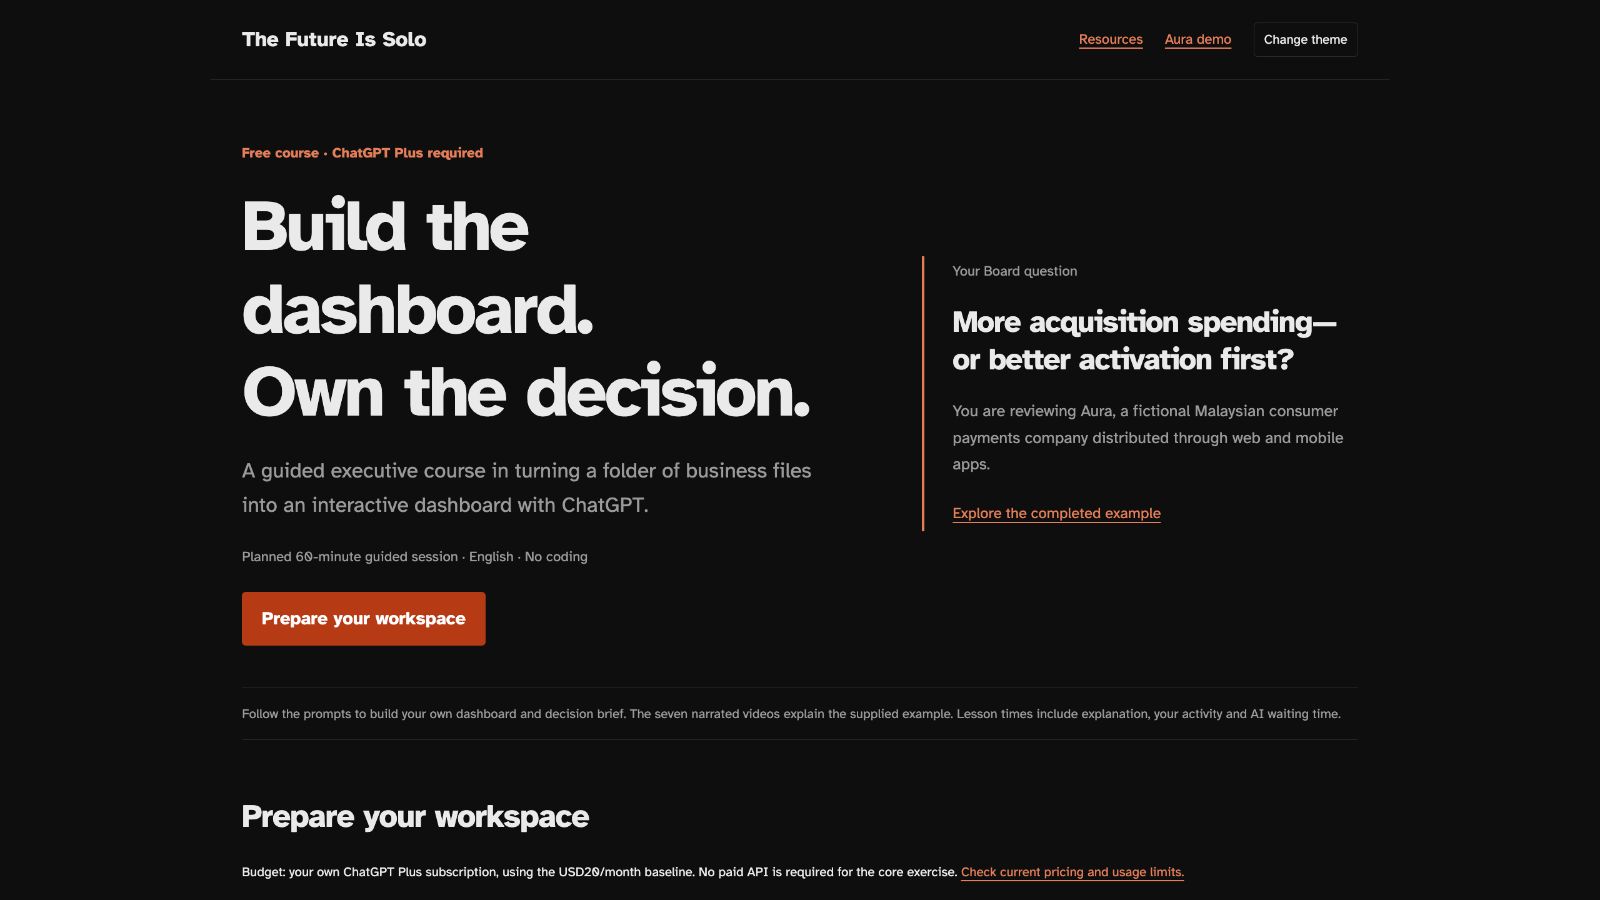 The Future Is Solo
Resources
Aura demo
Change theme
Free course · ChatGPT Plus required
Build the
dashboard.
Own the decision.
A guided executive course in turning a folder of business files
into an interactive dashboard with ChatGPT.
Planned 60-minute guided session · English · No coding
Prepare your workspace
Your Board question
More acquisition spending—
or better activation first?
You are reviewing Aura, a fictional Malaysian consumer
payments company distributed through web and mobile
apps.
Explore the completed example
Follow the prompts to build your own dashboard and decision brief. The seven narrated videos explain the supplied example. Lesson times include explanation, your activity and AI waiting time.
Prepare your workspace
Budget: your own ChatGPT Plus subscription, using the USD20/month baseline. No paid API is required for the core exercise. Check current pricing and usage limits.